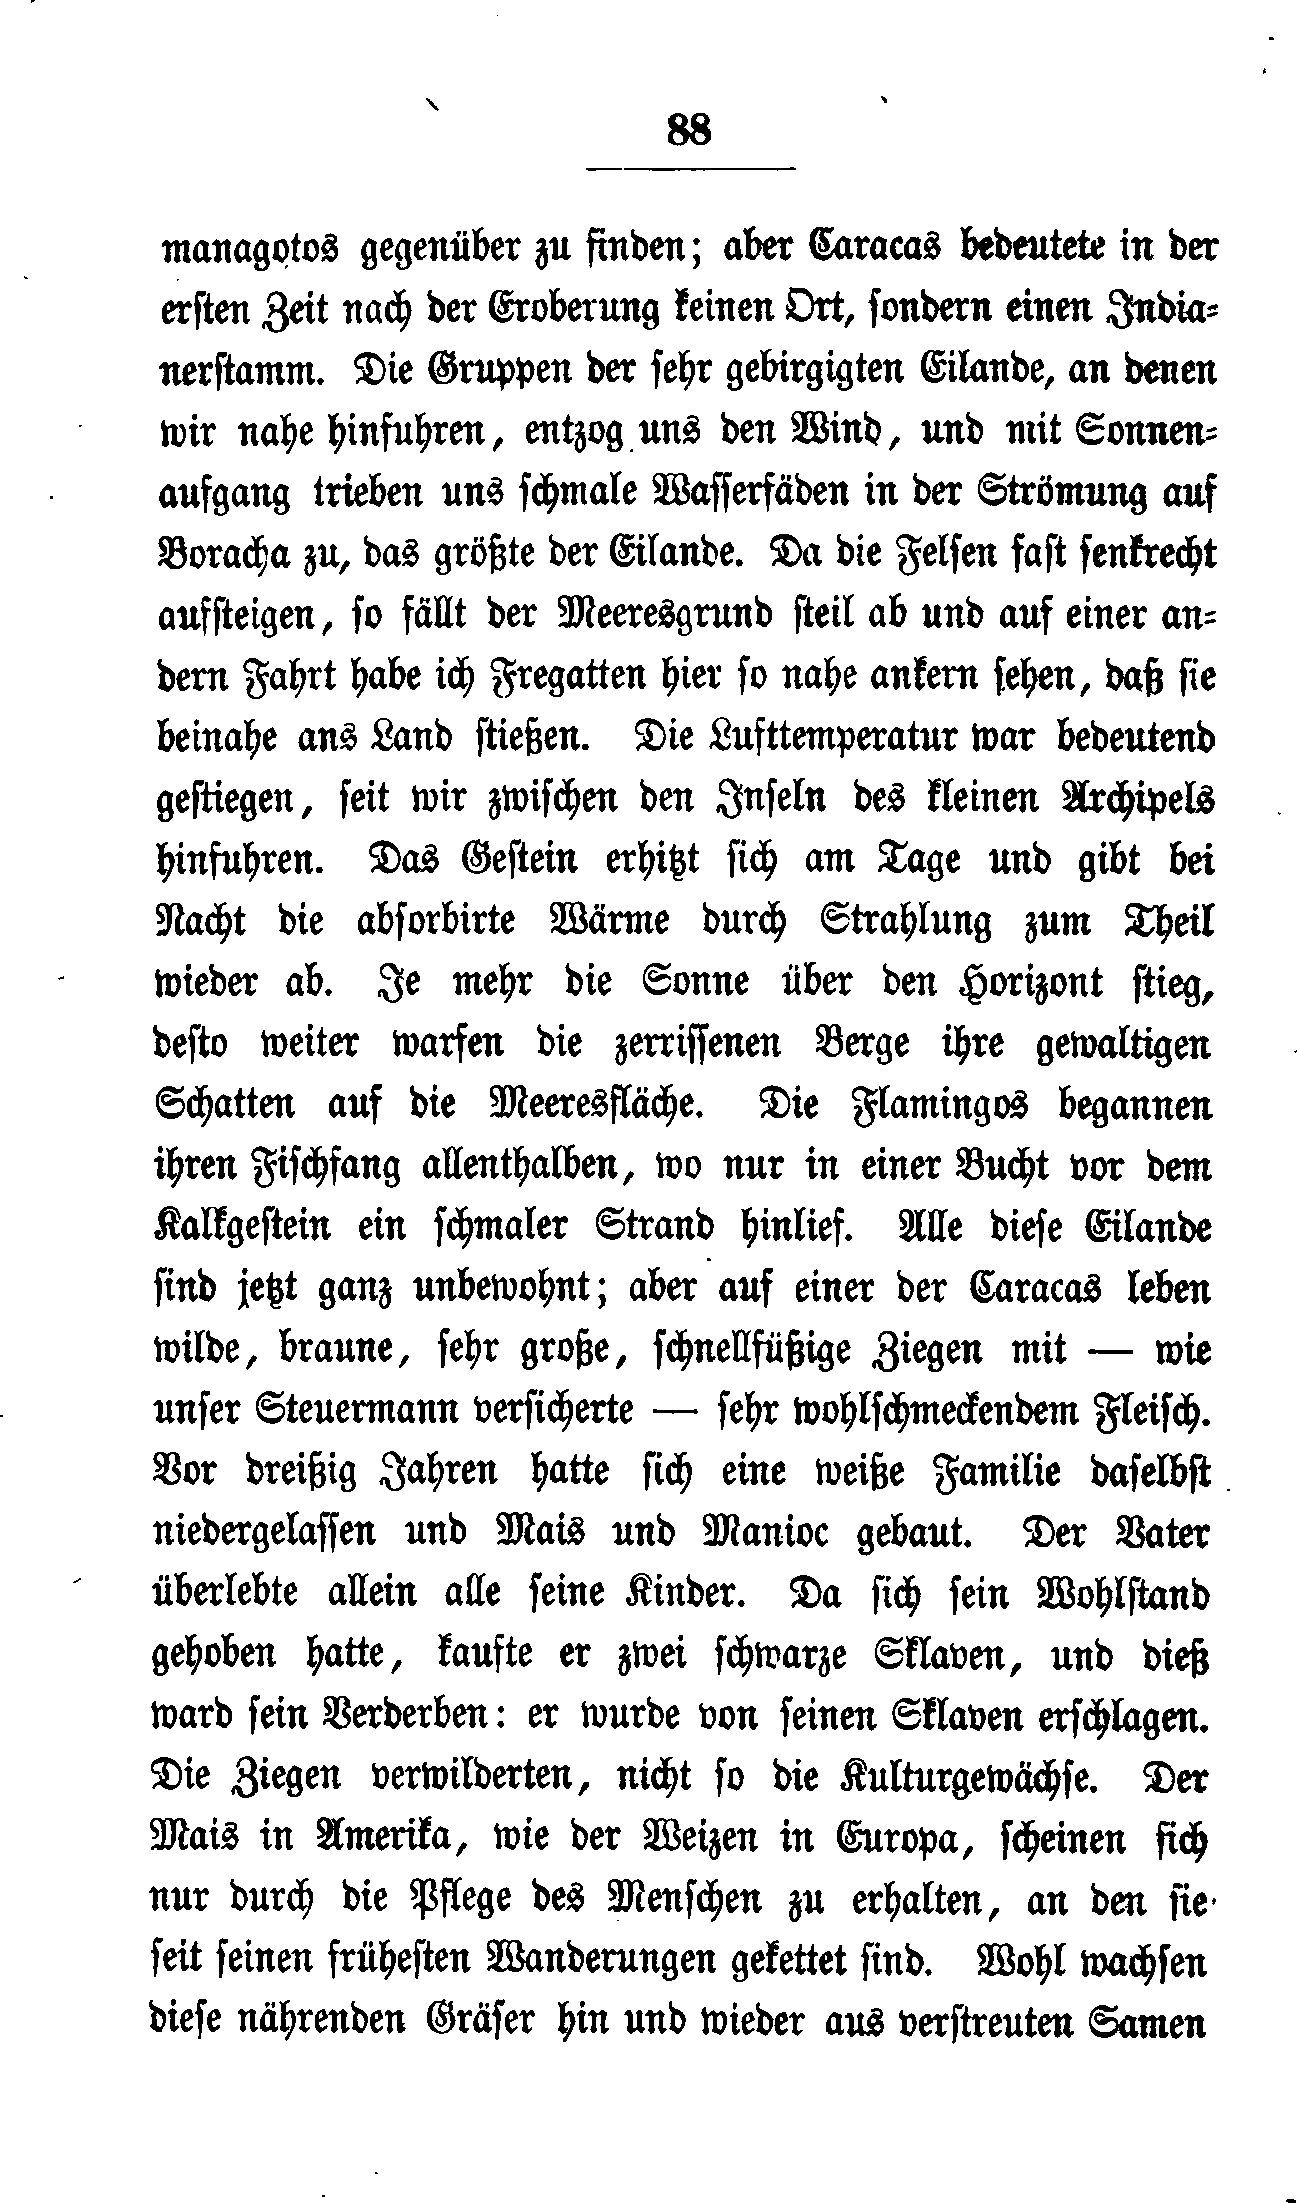 88
managotos gegenüber zu finden; aber Caracas bedeutete in der
ersten Zeit nach der Eroberung keinen Ort, sondern einen India-
nerstamm. Die Gruppen der sehr gebirgigten Eilande, an denen
wir nahe hinfuhren, entzog uns den Wind, und mit Sonnen-
aufgang trieben uns schmale Wasserfäden in der Strömung auf
Boracha zu, das größte der Eilande. Da die Felsen fast senkrecht
aufsteigen, so fällt der Meeresgrund steil ab und auf einer an-
dern Fahrt habe ich Fregatten hier so nahe ankern sehen, daß sie
beinahe ans Land stießen. Die Lufttemperatur war bedeutend
gestiegen, seit wir zwischen den Inseln des kleinen Archipels
hinfuhren. Das Gestein erhitzt sich am Tage und gibt bei
Nacht die absorbirte Wärme durch Strahlung zum Theil
wieder ab. Je mehr die Sonne über den Horizont stieg,
desto weiter warfen die zerrissenen Berge ihre gewaltigen
Schatten auf die Meeresfläche. Die Flamingos begannen
ihren Fischfang allenthalben, wo nur in einer Bucht vor dem
Kalkgestein ein schmaler Strand hinlief. Alle diese Eilande
sind jetzt ganz unbewohnt; aber auf einer der Caracas leben
wilde, braune, sehr große, schnellfüßige Ziegen mit — wie
unser Steuermann versicherte — sehr wohlschmeckendem Fleisch.
Vor dreißig Jahren hatte sich eine weiße Familie daselbst
niedergelassen und Mais und Manioc gebaut. Der Vater
überlebte allein alle seine Kinder. Da sich sein Wohlstand
gehoben hatte, kaufte er zwei schwarze Sklaven, und dieß
ward sein Verderben: er wurde von seinen Sklaven erschlagen.
Die Ziegen verwilderten, nicht so die Kulturgewächse. Der
Mais in Amerika, wie der Weizen in Europa, scheinen sich
nur durch die Pflege des Menschen zu erhalten, an den sie
seit seinen frühesten Wanderungen gekettet sind. Wohl wachsen
diese nährenden Gräser hin und wieder aus verstreuten Samen